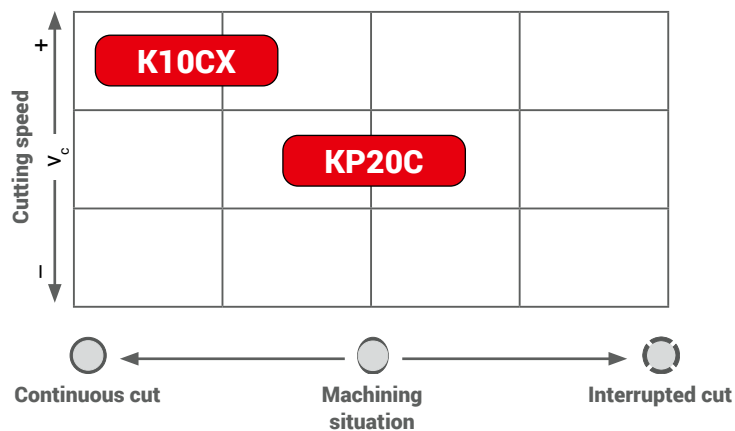 +
K10CX
Cutting speed
vc
KP20C
–
Continuous cut
Machining
situation
Interrupted cut